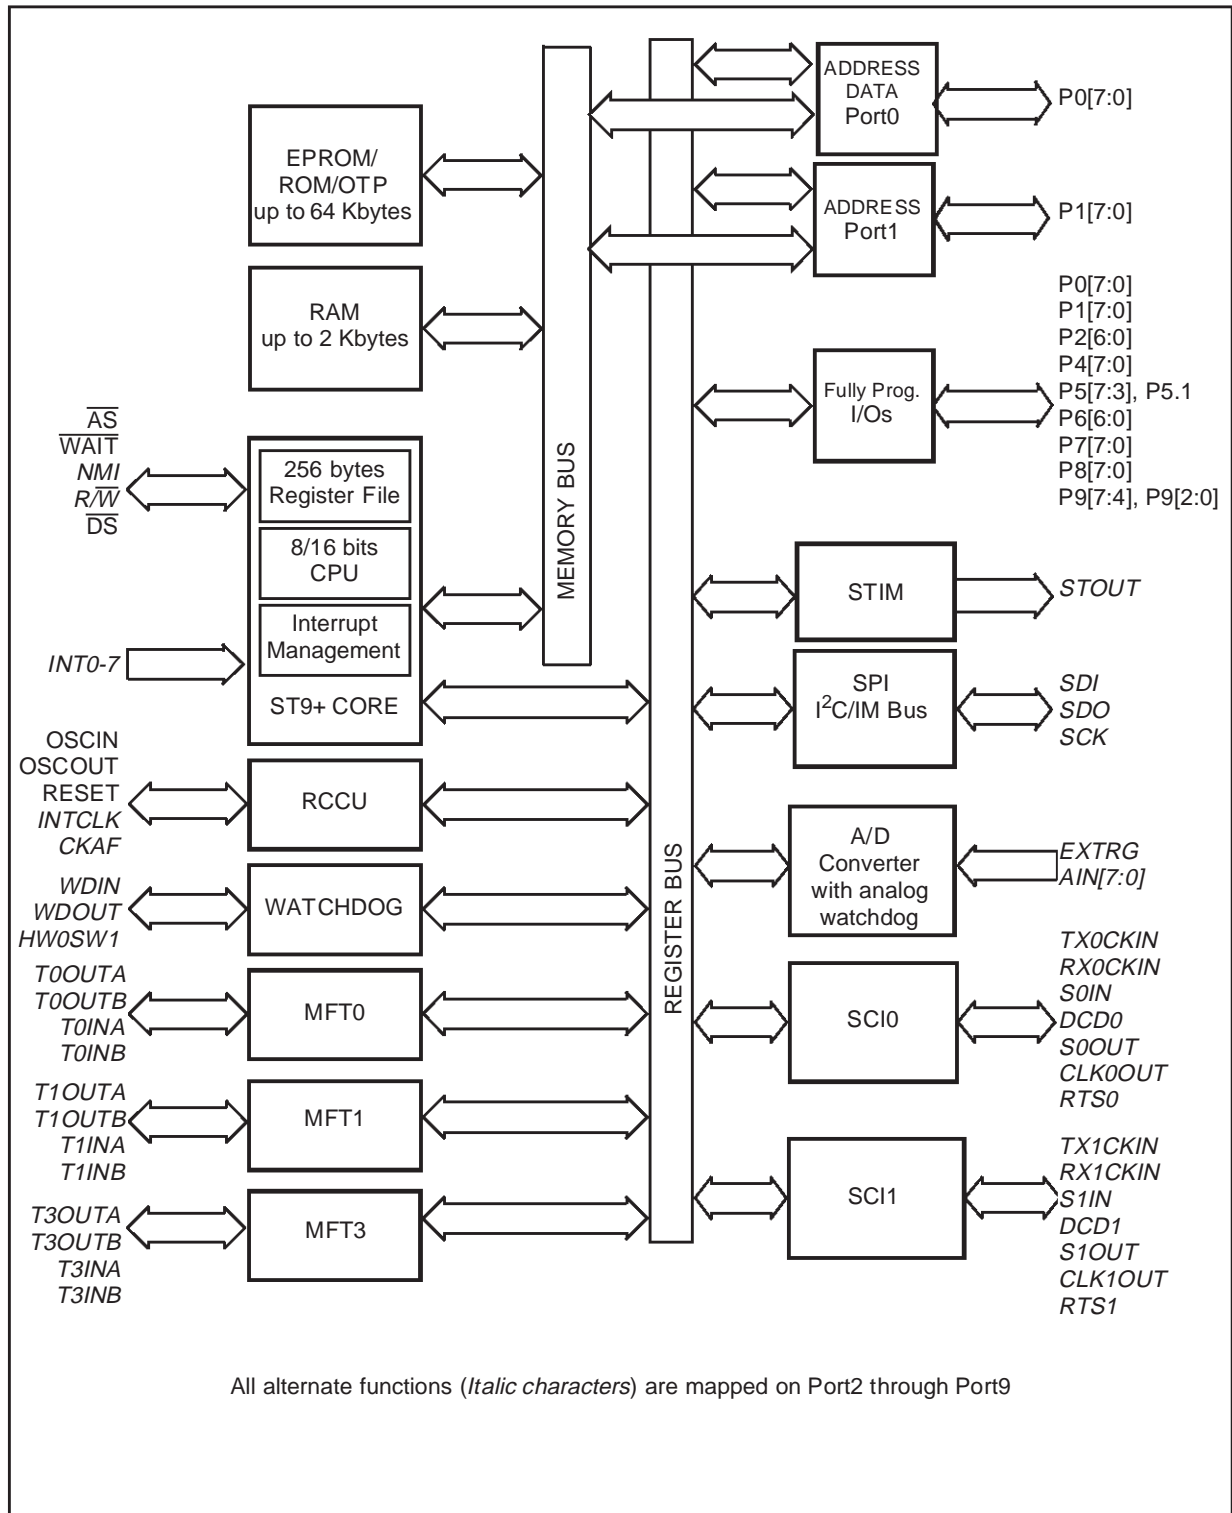 EPROM/
ROM/OTP
up to 64 Kbytes
RAM
up to 2 Kbytes
AS
WAIT
NMI
R/W
DS
256 bytes
Register File
8/16 bits
CPU
Interrupt
Management
ST9+ CORE
INT0-7
OSCIN
OSCOUT
RESET
INTCLK
CKAF
RCCU
WDIN
WDOUT
HW0SW1
WATCHDOG
T0OUTA
T0OUTB
T0INA
T0INB
MFT0
T1OUTA
T1OUTB
T1INA
T1INB
MFT1
T3OUTA
T3OUTB
T3INA
T3INB
MFT3
MEMORY BUS
REGISTER BUS
ADDRESS
DATA
Port0
P0[7:0]
ADDRESS
Port1
P1[7:0]
Fully Prog.
I/Os
P0[7:0]
P1[7:0]
P2[6:0]
P4[7:0]
P5[7:3], P5.1
P6[6:0]
P7[7:0]
P8[7:0]
P9[7:4], P9[2:0]
STIM
STOUT
SPI
I²C/IM Bus
SDI
SDO
SCK
A/D
Converter
with analog
watchdog
EXTRG
AIN[7:0]
SCI0
TX0CKIN
RX0CKIN
S0IN
DCD0
S0OUT
CLK0OUT
RTS0
SCI1
TX1CKIN
RX1CKIN
S1IN
DCD1
S1OUT
CLK1OUT
RTS1
All alternate functions (Italic characters) are mapped on Port2 through Port9